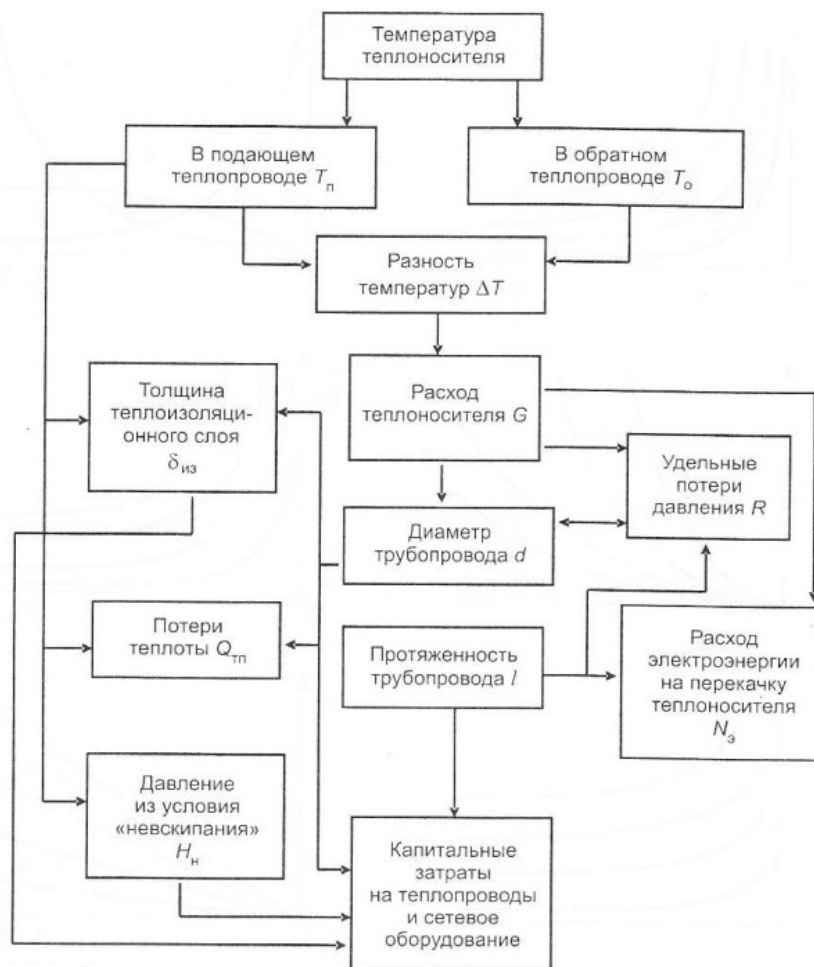 Температура
теплоносителя
В подающем
теплопроводе Tп
В обратном
теплопроводе Tо
Разность
температур ΔT
Толщина
теплоизоляци-
онного слоя
δиз
Расход
теплоносителя G
Удельные
потери
давления R
Диаметр
трубопровода d
Потери
теплоты Qтп
Протяженность
трубопровода l
Расход
электроэнергии
на перекачку
теплоносителя
Nэ
Давление
из условия
«невскипания»
Hн
Капитальные
затраты
на теплопроводы
и сетевое
оборудование